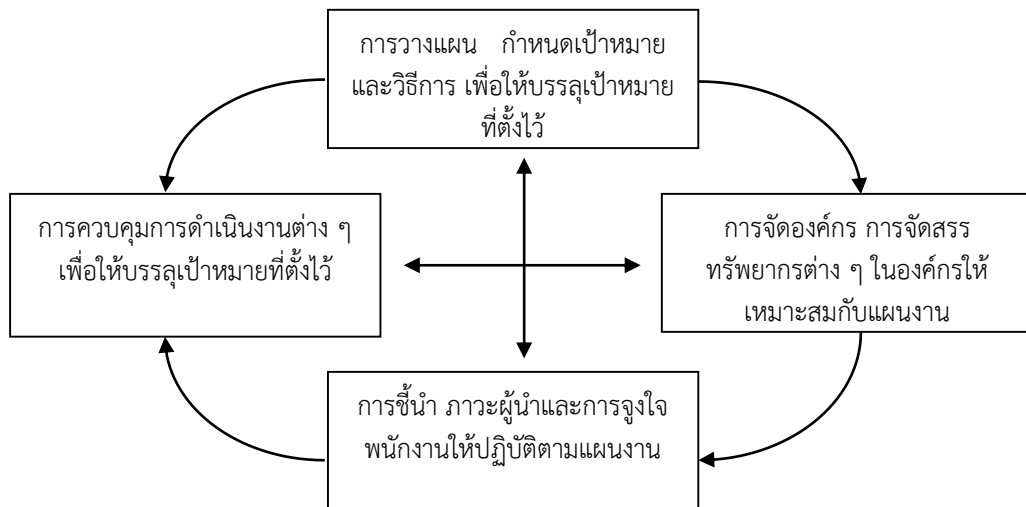 การวางแผน กำหนดเป้าหมาย
และวิธีการ เพื่อให้บรรลุเป้าหมาย
ที่ตั้งไว้
การควบคุมการดำเนินงานต่าง ๆ
เพื่อให้บรรลุเป้าหมายที่ตั้งไว้
การจัดองค์กร การจัดสรร
ทรัพยากรต่าง ๆ ในองค์กรให้
เหมาะสมกับแผนงาน
การชี้นำ ภาวะผู้นำและการจูงใจ
พนักงานให้ปฏิบัติตามแผนงาน